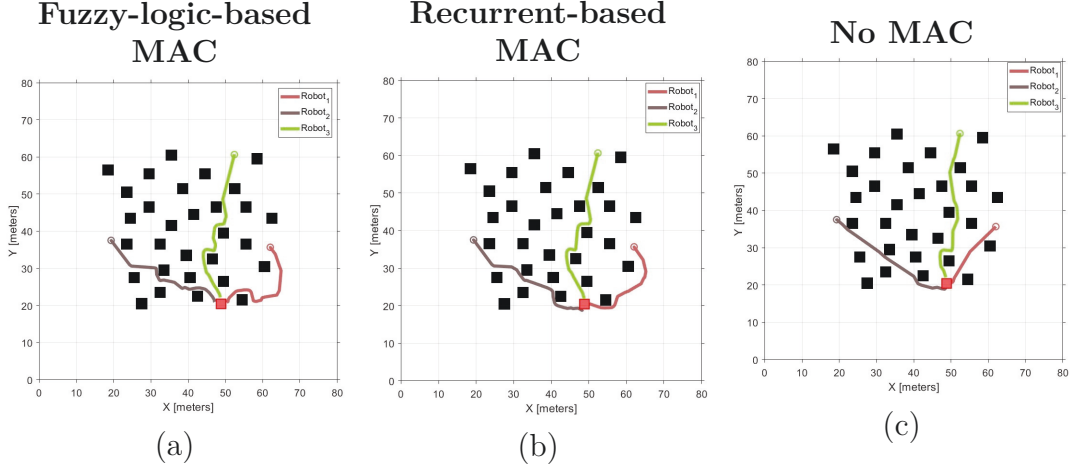 Fuzzy-logic-based
MAC
Robot1
Robot2
Robot3
80
70
60
50
40
30
20
10
0
Y [meters]
0 10 20 30 40 50 60 70 80
X [meters]
(a)
Recurrent-based
MAC
Robot1
Robot2
Robot3
80
70
60
50
40
30
20
10
0
Y [meters]
0 10 20 30 40 50 60 70 80
X [meters]
(b)
No MAC
Robot1
Robot2
Robot3
80
70
60
50
40
30
20
10
0
Y [meters]
0 10 20 30 40 50 60 70 80
X [meters]
(c)